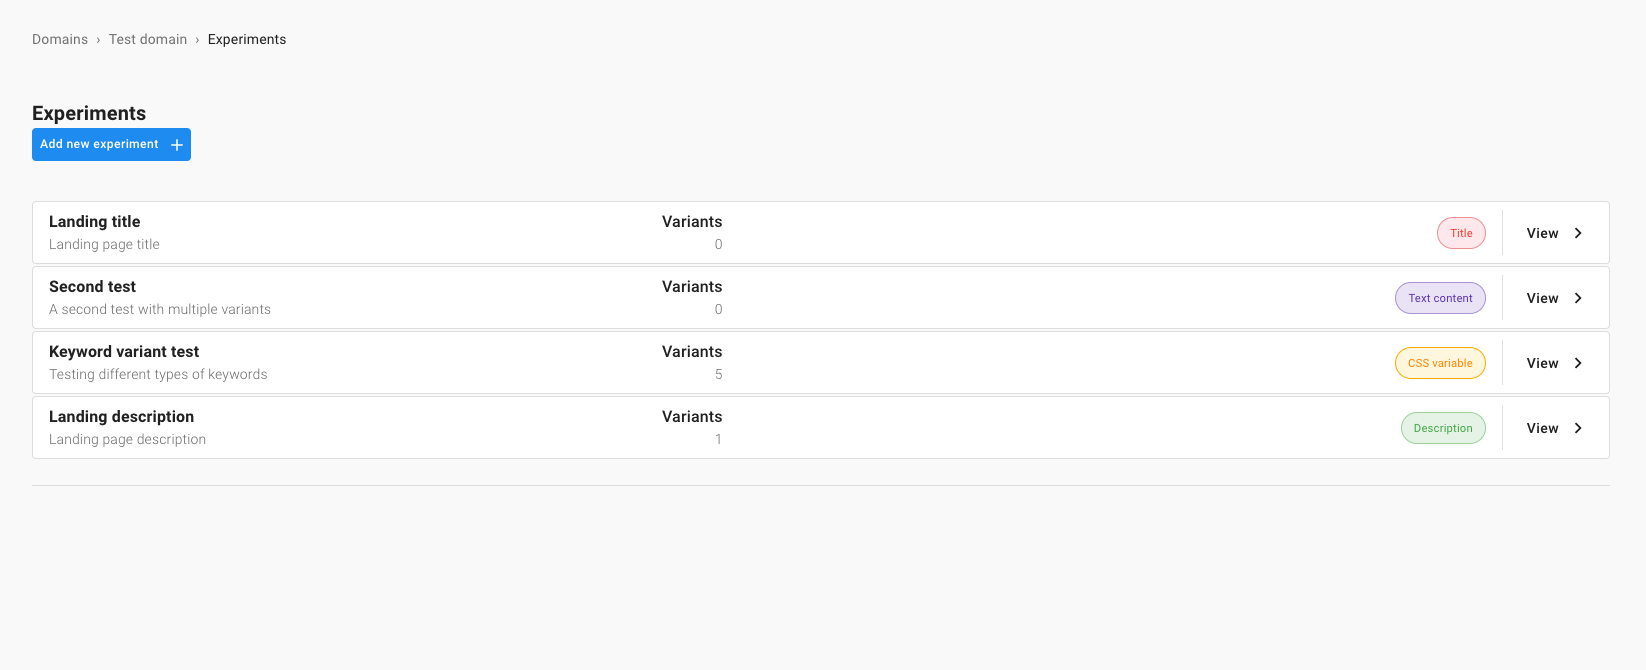 Domains › Test domain › Experiments
Experiments
Add new experiment
Landing title
Landing page title
Variants
0
Title
View
Second test
A second test with multiple variants
Variants
0
Text content
View
Keyword variant test
Testing different types of keywords
Variants
5
CSS variable
View
Landing description
Landing page description
Variants
1
Description
View